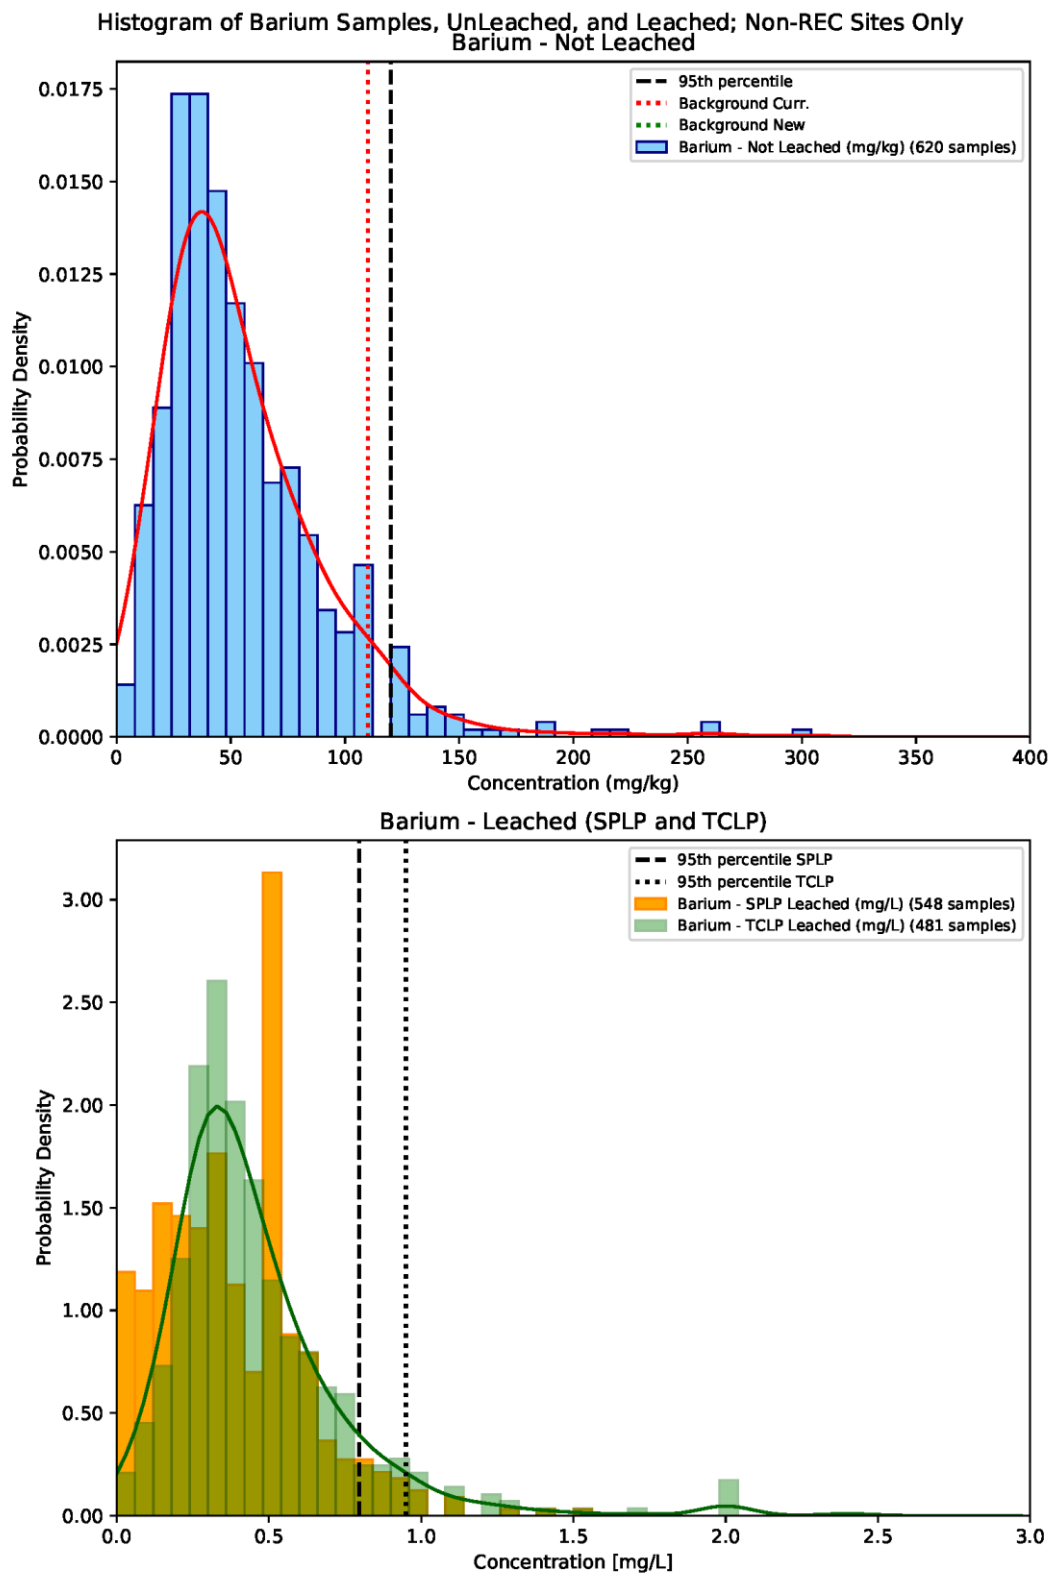 Histogram of Barium Samples, UnLeached, and Leached; Non-REC Sites Only
Barium - Not Leached
95th percentile
Background Curr.
Background New
Barium - Not Leached (mg/kg) (620 samples)
0.0175
0.0150
0.0125
0.0100
0.0075
0.0050
0.0025
0.0000
Probability Density
0 50 100 150 200 250 300 350 400
Concentration (mg/kg)
Barium - Leached (SPLP and TCLP)
95th percentile SPLP
95th percentile TCLP
Barium - SPLP Leached (mg/L) (548 samples)
Barium - TCLP Leached (mg/L) (481 samples)
3.00
2.50
2.00
1.50
1.00
0.50
0.00
Probability Density
0.0 0.5 1.0 1.5 2.0 2.5 3.0
Concentration [mg/L]